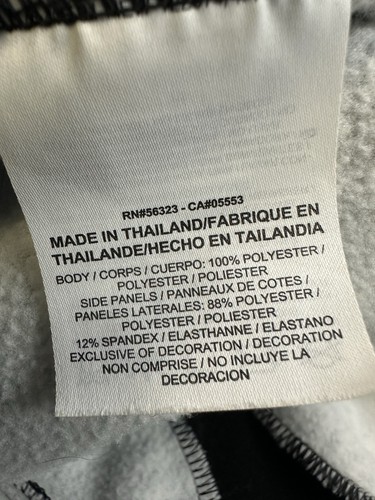 RN#56323 - CA#05553
MADE IN THAILAND/FABRIQUE EN
THAILANDE/HECHO EN TAILANDIA
BODY / CORPS / CUERPO: 100% POLYESTER /
POLYESTER / POLIESTER
SIDE PANELS / PANNEAUX DE COTES /
PANELES LATERALES: 88% POLYESTER /
POLYESTER / POLIESTER
12% SPANDEX / ELASTHANNE / ELASTANO
EXCLUSIVE OF DECORATION / DECORATION
NON COMPRISE / NO INCLUYE LA
DECORACION